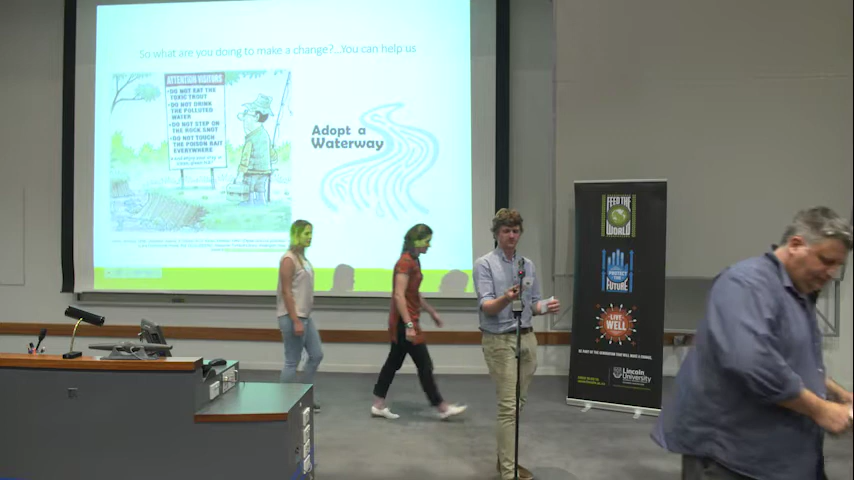 So what are you doing to make a change?...You can help us
ATTENTION VISITORS
•DO NOT EAT THE
TOXIC TROUT
•DO NOT DRINK
THE POLLUTED
WATER
•DO NOT STEP ON
THE ROCK SNOT
•DO NOT TOUCH
THE POISON BAIT
EVERYWHERE
Adopt a
Waterway
FEED THE
WORLD
PROTECT
THE
FUTURE
LIVE
WELL
Lincoln
University